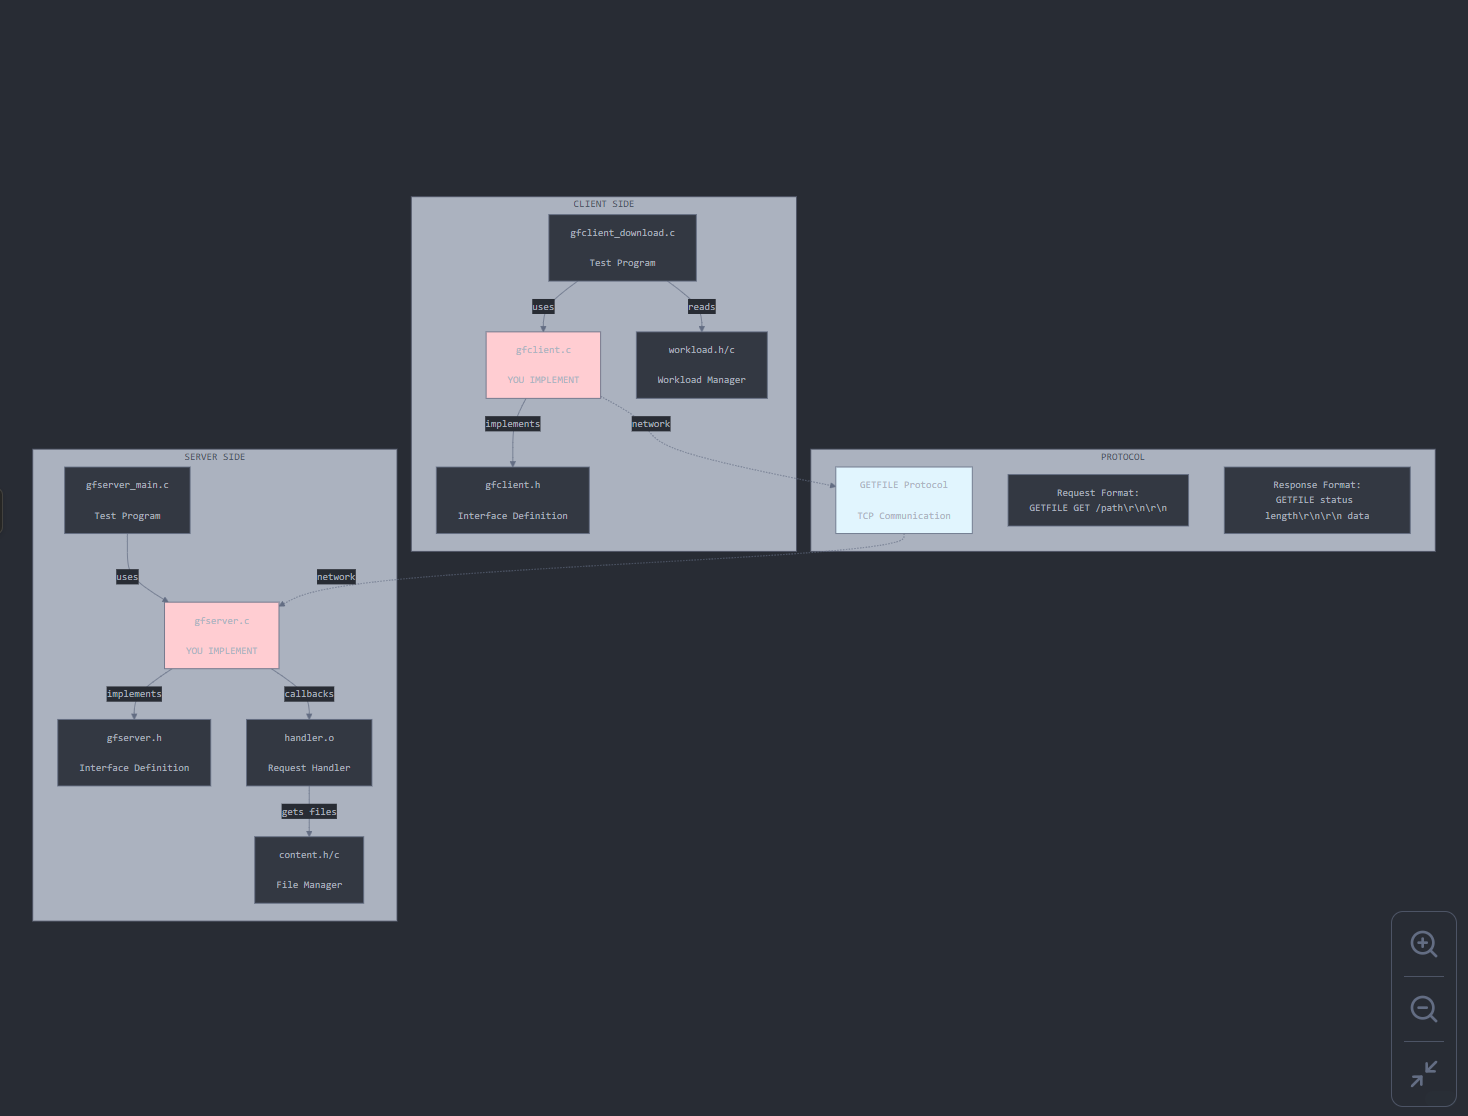 CLIENT SIDE
gfclient_download.c
Test Program
uses
reads
gfclient.c
YOU IMPLEMENT
workload.h/c
Workload Manager
implements
network
gfclient.h
Interface Definition
SERVER SIDE
gfserver_main.c
Test Program
uses
network
gfserver.c
YOU IMPLEMENT
implements
callbacks
gfserver.h
Interface Definition
handler.o
Request Handler
gets files
content.h/c
File Manager
PROTOCOL
GETFILE Protocol
TCP Communication
Request Format:
GETFILE GET /path\r\n\r\n
Response Format:
GETFILE status
length\r\n\r\n data